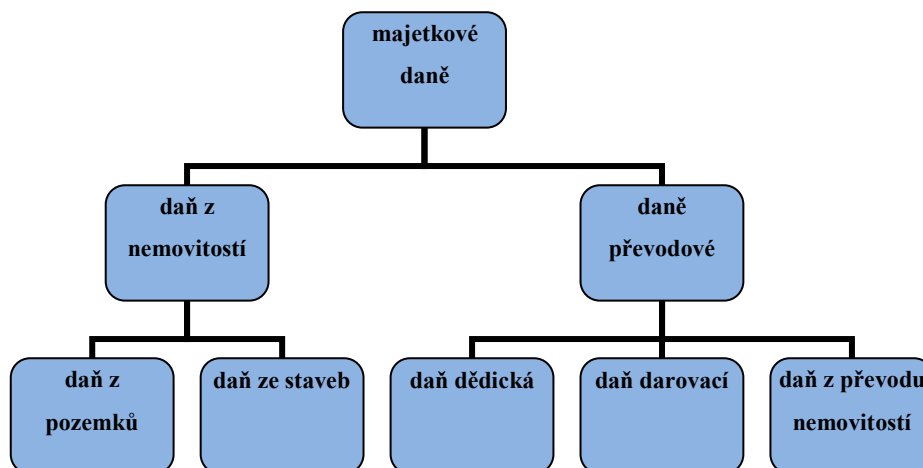 majetkové
daně
daň z
nemovitostí
daně
převodové
daň z
pozemků
daň ze staveb
daň dědická
daň darovací
daň z převodu
nemovitostí